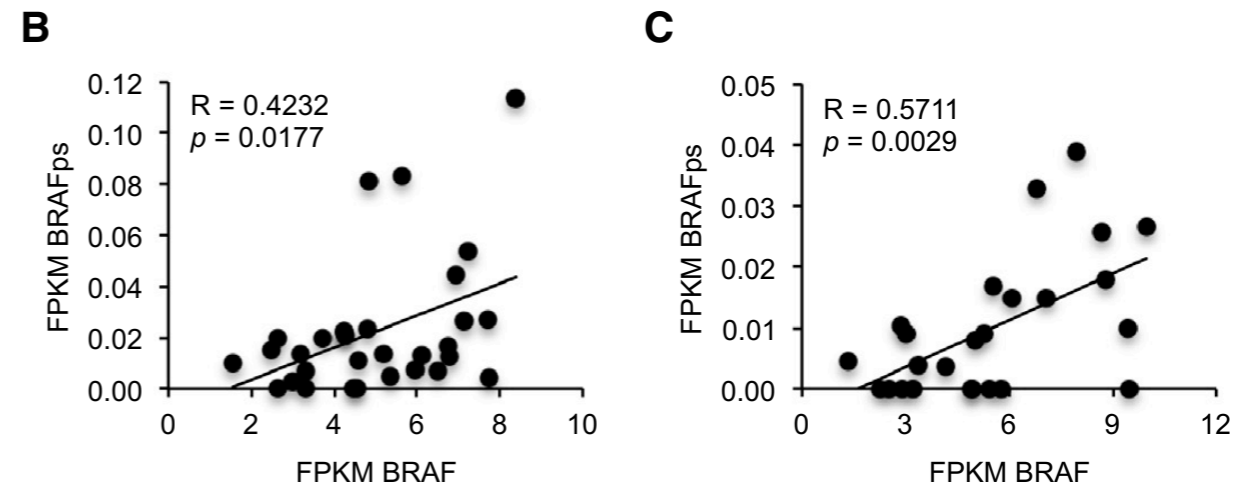 B
R = 0.4232
p = 0.0177
FPKM BRAFps
0.12
0.10
0.08
0.06
0.04
0.02
0.00
0 2 4 6 8 10
FPKM BRAF
C
R = 0.5711
p = 0.0029
FPKM BRAFps
0.05
0.04
0.03
0.02
0.01
0.00
0 3 6 9 12
FPKM BRAF